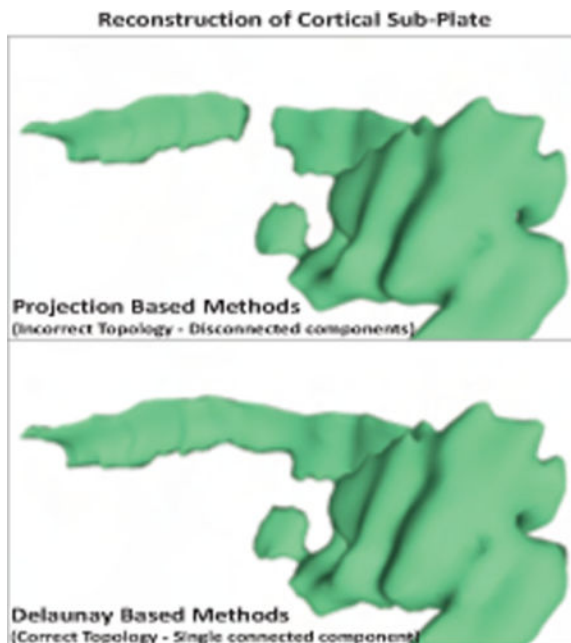 Reconstruction of Cortical Sub-Plate
Projection Based Methods
(Incorrect Topology - Disconnected components)
Delaunay Based Methods
(Correct Topology - Single connected component)